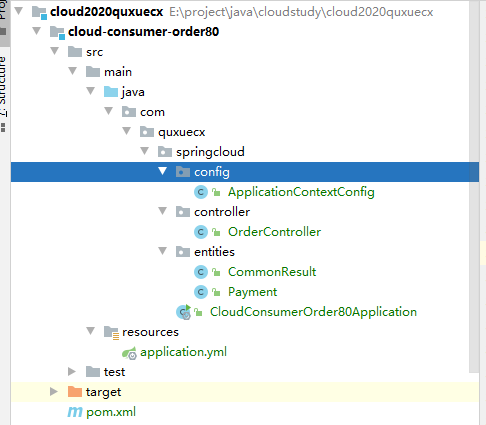 cloud2020quxuecx E:\project\java\cloudstudy\cloud2020quxuecx
cloud-consumer-order80
src
main
java
com
quxuecx
springcloud
config
ApplicationContextConfig
controller
OrderController
entities
CommonResult
Payment
CloudConsumerOrder80Application
resources
application.yml
test
target
pom.xml
Z: Structure